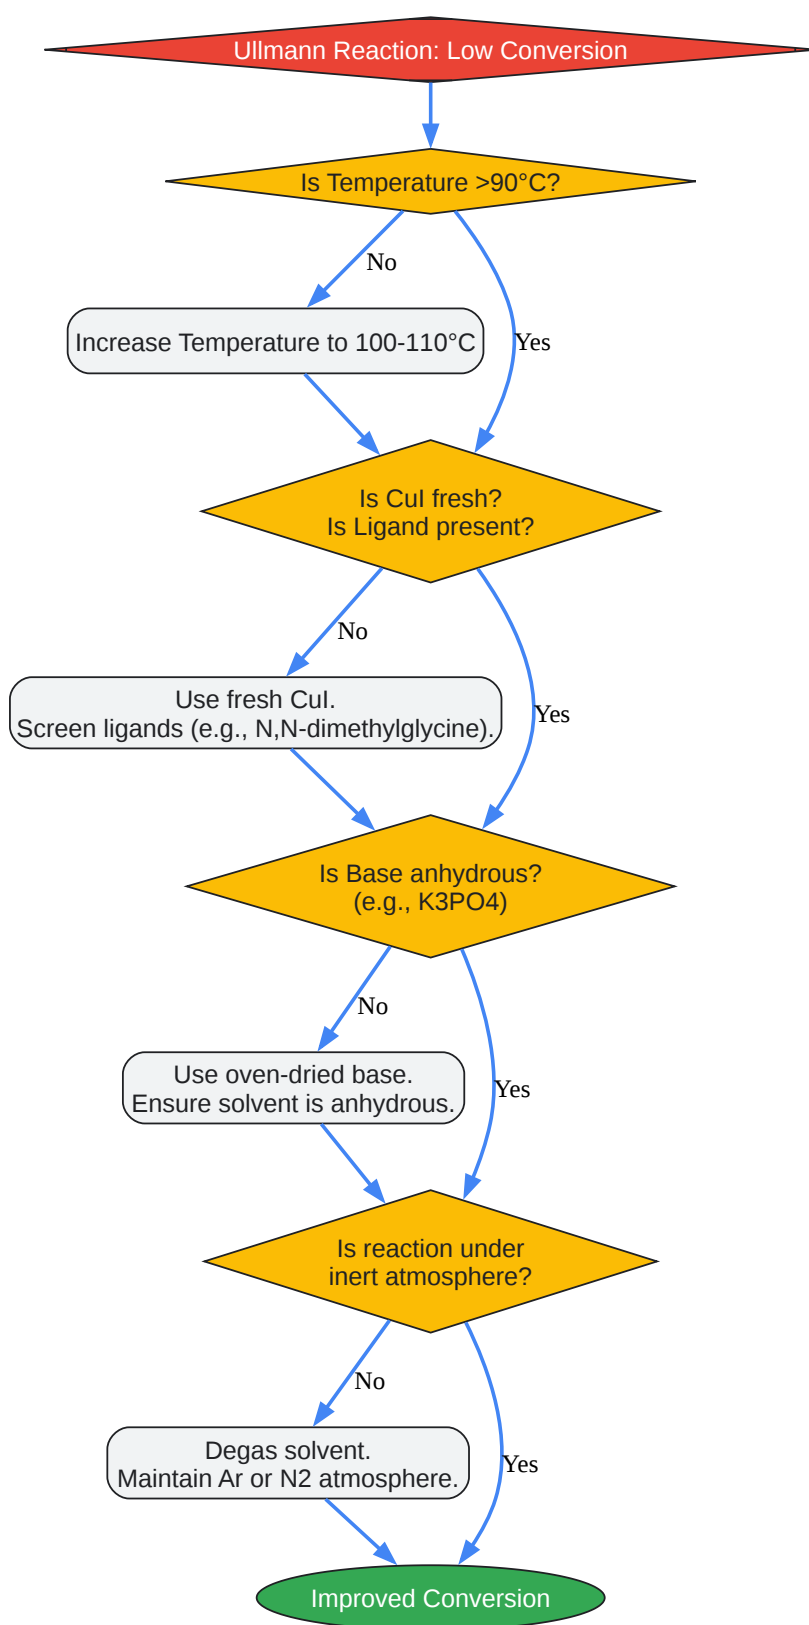 Ullmann Reaction: Low Conversion
Is Temperature >90°C?
No
Increase Temperature to 100-110°C
Yes
Is CuI fresh?
Is Ligand present?
No
Use fresh CuI.
Screen ligands (e.g., N,N-dimethylglycine).
Yes
Is Base anhydrous?
(e.g., K3PO4)
No
Use oven-dried base.
Ensure solvent is anhydrous.
Yes
Is reaction under
inert atmosphere?
No
Degas solvent.
Maintain Ar or N2 atmosphere.
Yes
Improved Conversion